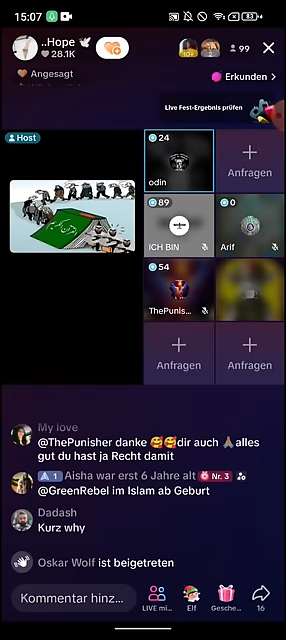 15:07
83
..Hope 🕊
28.1K
10+
2
99
Angesagt
Erkunden >
Live Fest-Ergebnis prüfen
Host
24
odin
Anfragen
89
ICH BIN
0
Arif
54
ThePunis...
Anfragen
Anfragen
My love
@ThePunisher danke 🥰🥰dir auch 🙏🏽alles
gut du hast ja Recht damit
1 Aisha war erst 6 Jahre alt Nr. 3
@GreenRebel im Islam ab Geburt
Dadash
Kurz why
Oskar Wolf ist beigetreten
Kommentar hinz...
LIVE mi...
Elf
Gesche...
16